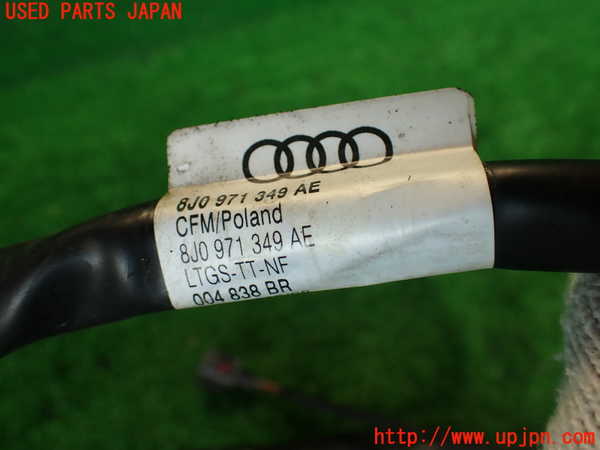 USED PARTS JAPAN
8J0 971 349 AE
CFM/Poland
8J0 971 349 AE
LTGS-TT-NF
004 838 BR
http://www.upjpn.com/